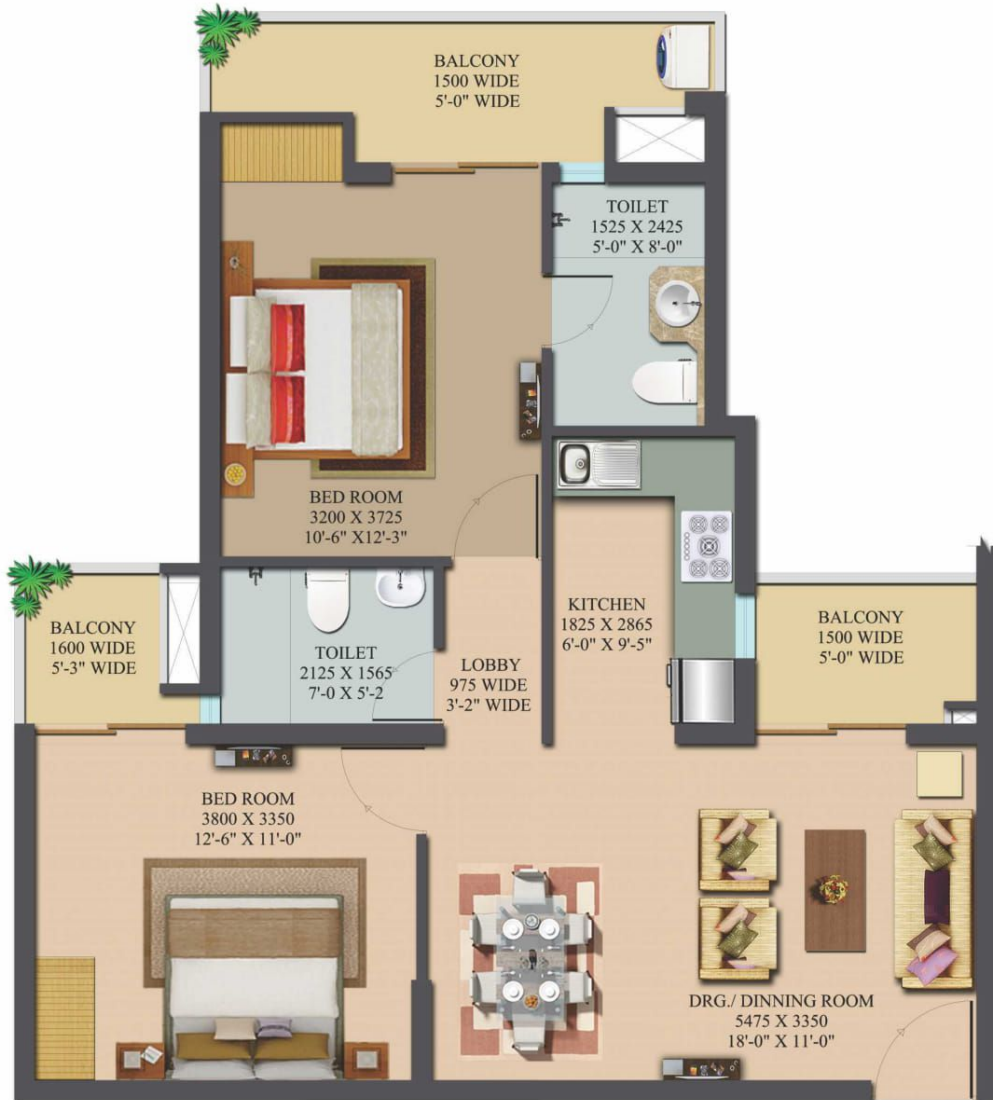 BALCONY
1500 WIDE
5'-0" WIDE
TOILET
1525 X 2425
5'-0" X 8'-0"
BED ROOM
3200 X 3725
10'-6" X12'-3"
BALCONY
1600 WIDE
5'-3" WIDE
TOILET
2125 X 1565
7'-0 X 5'-2
LOBBY
975 WIDE
3'-2" WIDE
KITCHEN
1825 X 2865
6'-0" X 9'-5"
BALCONY
1500 WIDE
5'-0" WIDE
BED ROOM
3800 X 3350
12'-6" X 11'-0"
DRG./ DINNING ROOM
5475 X 3350
18'-0" X 11'-0"